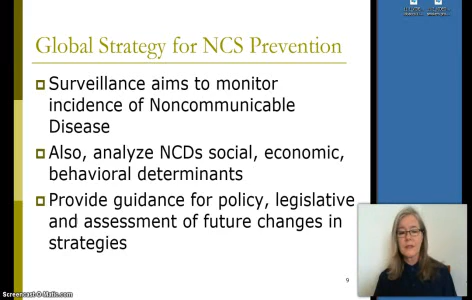 Global Strategy for NCS Prevention
Surveillance aims to monitor
incidence of Noncommunicable
Disease
Also, analyze NCDs social, economic,
behavioral determinants
Provide guidance for policy, legislative
and assessment of future changes in
strategies
9
Screencast-O-Matic.com